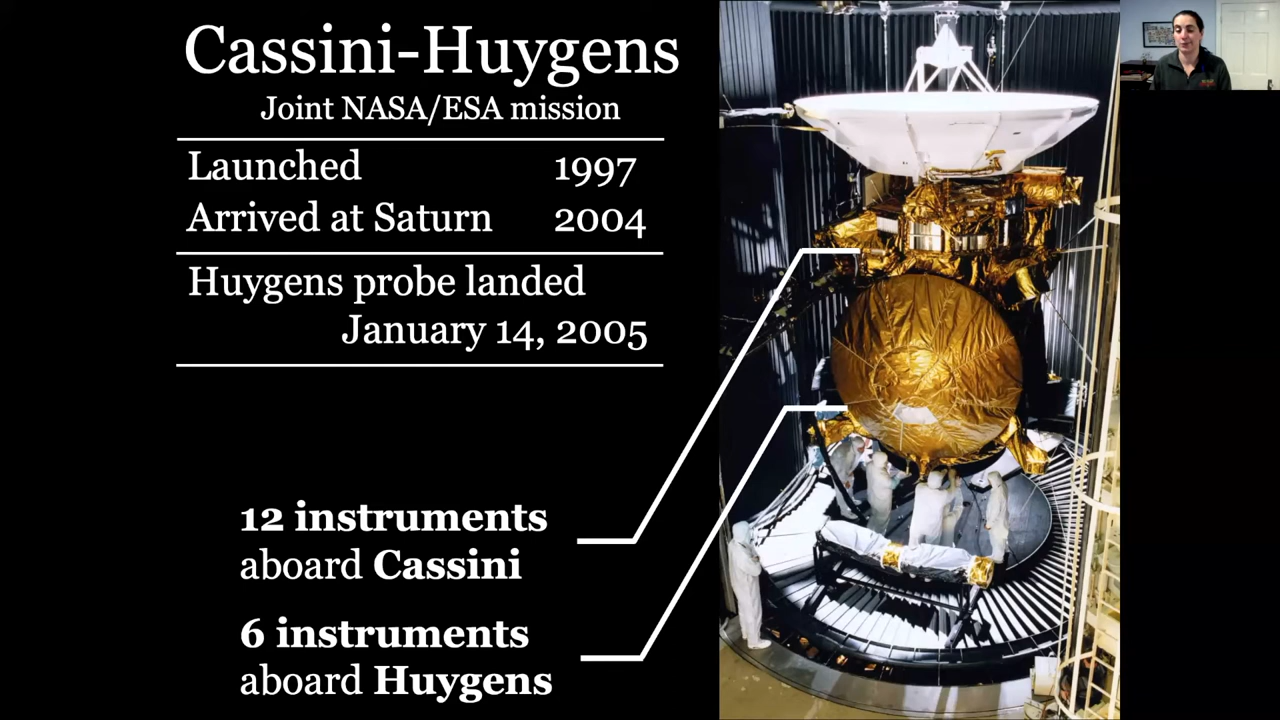 Cassini-Huygens
Joint NASA/ESA mission
Launched 1997
Arrived at Saturn 2004
Huygens probe landed
January 14, 2005
12 instruments
aboard Cassini
6 instruments
aboard Huygens